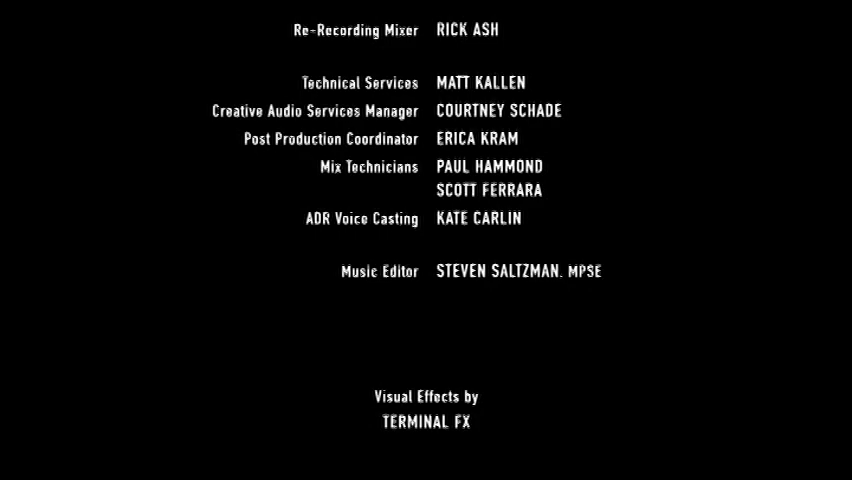 Re-Recording Mixer RICK ASH
Technical Services MATT KALLEN
Creative Audio Services Manager COURTNEY SCHADE
Post Production Coordinator ERICA KRAM
Mix Technicians PAUL HAMMOND
SCOTT FERRARA
ADR Voice Casting KATE CARLIN
Music Editor STEVEN SALTZMAN, MPSE
Visual Effects by
TERMINAL FX